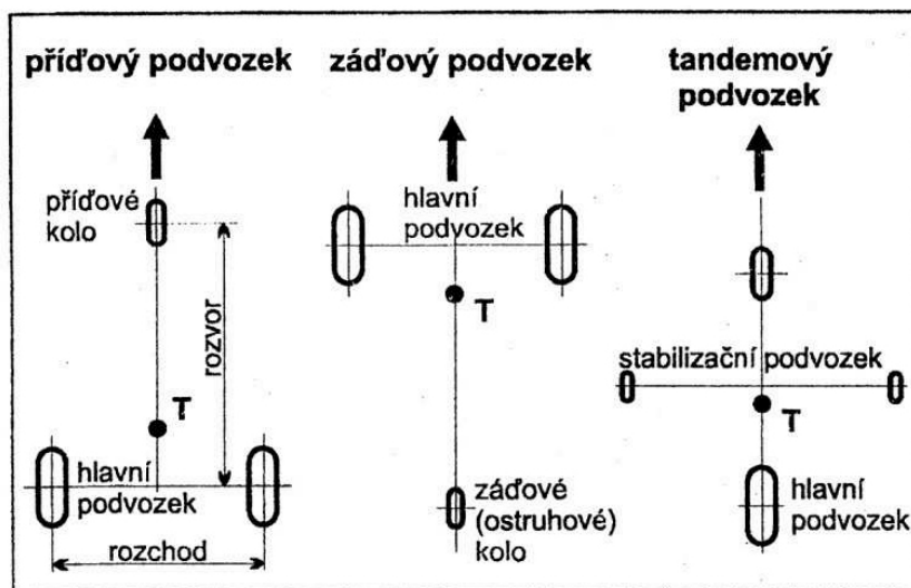 příďový podvozek
příďové
kolo
rozvor
T
hlavní
podvozek
rozchod
záďový podvozek
hlavní
podvozek
T
záďové
(ostruhové)
kolo
tandemový
podvozek
stabilizační podvozek
T
hlavní
podvozek